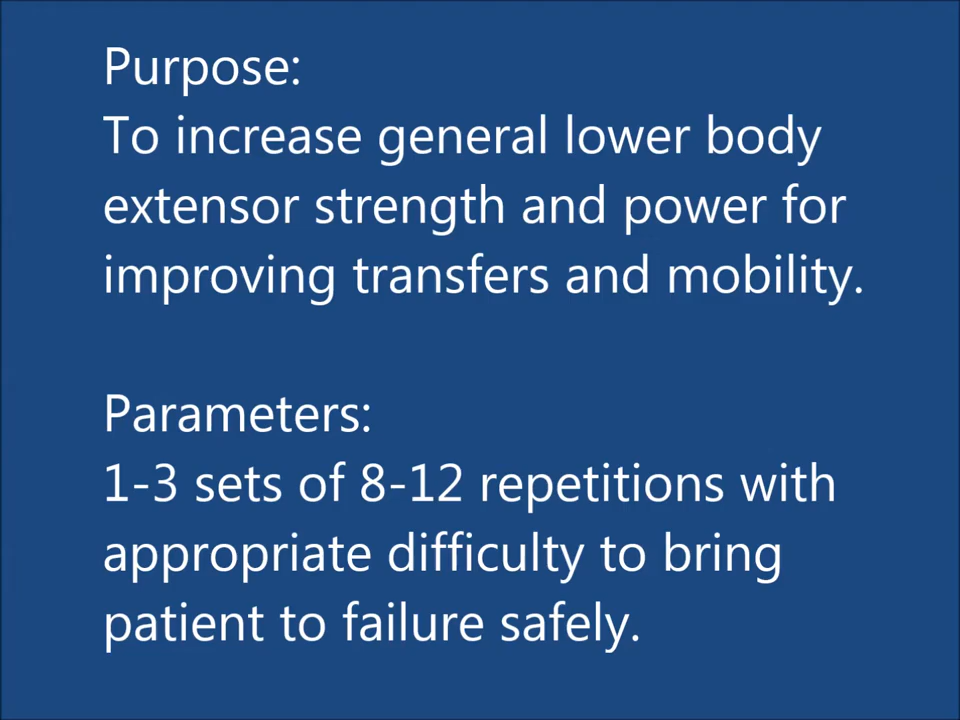 Purpose:
To increase general lower body
extensor strength and power for
improving transfers and mobility.
Parameters:
1-3 sets of 8-12 repetitions with
appropriate difficulty to bring
patient to failure safely.